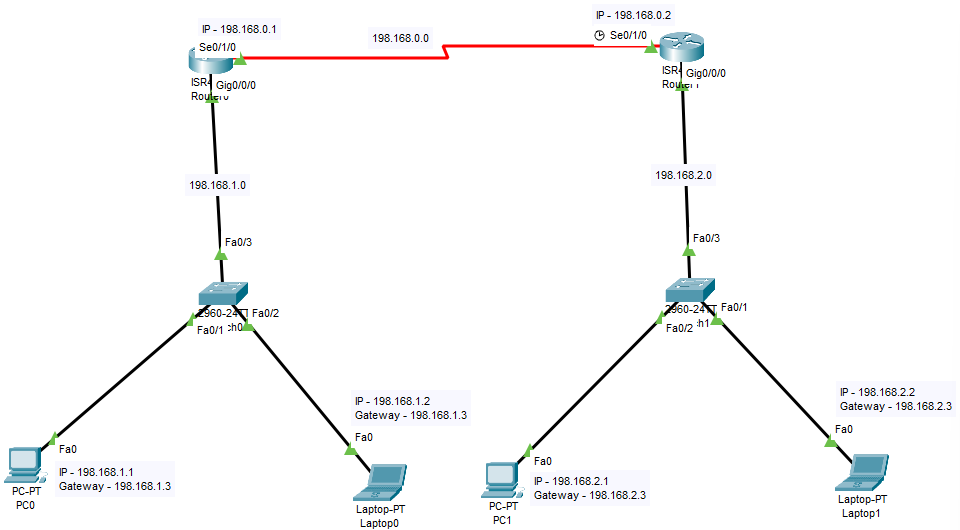 IP - 198.168.0.1
Se0/1/0
198.168.0.0
IP - 198.168.0.2
Se0/1/0
Gig0/0/0
Gig0/0/0
198.168.1.0
198.168.2.0
Fa0/3
Fa0/3
Fa0/2
Fa0/1
Fa0/1
Fa0/2
IP - 198.168.1.2
Gateway - 198.168.1.3
Fa0
IP - 198.168.2.2
Gateway - 198.168.2.3
Fa0
Fa0
IP - 198.168.1.1
Gateway - 198.168.1.3
PC-PT
PC0
Laptop-PT
Laptop0
Fa0
IP - 198.168.2.1
Gateway - 198.168.2.3
PC-PT
PC1
Laptop-PT
Laptop1